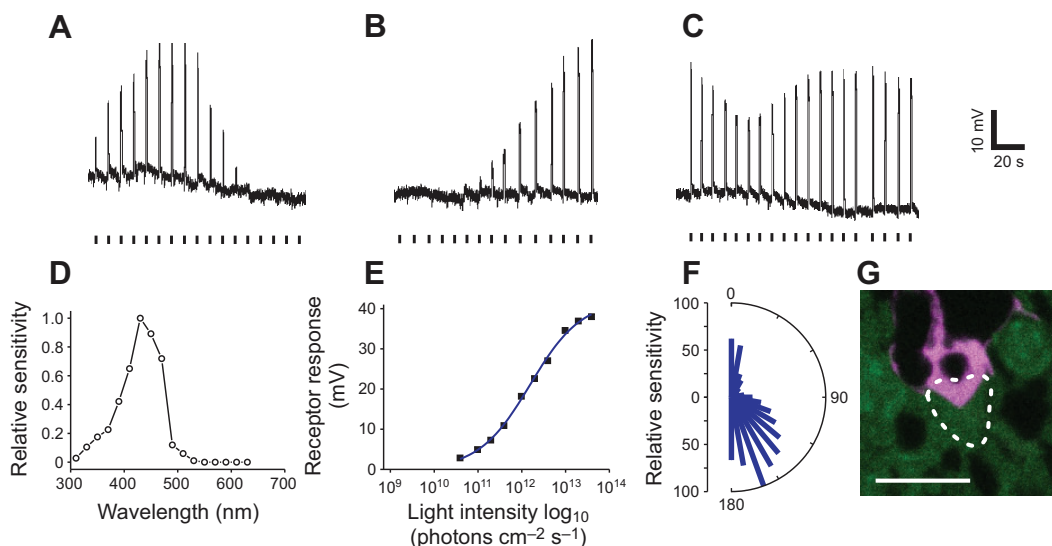 A
B
C
10 mV
20 s
D
Relative sensitivity
1.0
0.8
0.6
0.4
0.2
0
300 400 500 600 700
Wavelength (nm)
E
Receptor response
(mV)
40
30
20
10
0
10⁹ 10¹⁰ 10¹¹ 10¹² 10¹³ 10¹⁴
Light intensity log₁₀
(photons cm⁻² s⁻¹)
F
Relative sensitivity
100
50
0
50
100
0
90
180
G